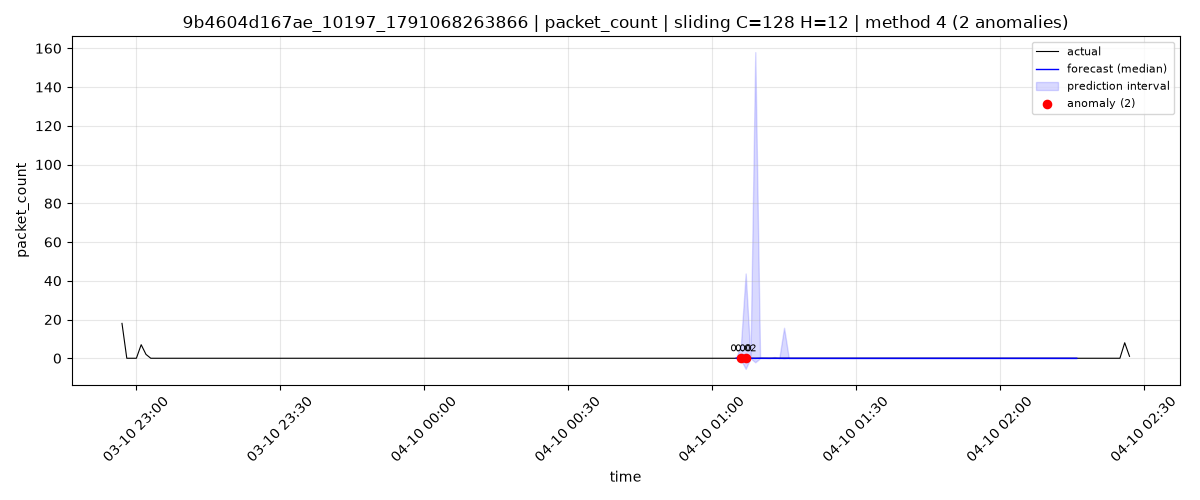 9b4604d167ae_10197_1791068263866 | packet_count | sliding C=128 H=12 | method 4 (2 anomalies)
actual
forecast (median)
prediction interval
anomaly (2)
packet_count
160
140
120
100
80
60
40
20
0
03-10 23:00
03-10 23:30
04-10 00:00
04-10 00:30
04-10 01:00
04-10 01:30
04-10 02:00
04-10 02:30
time